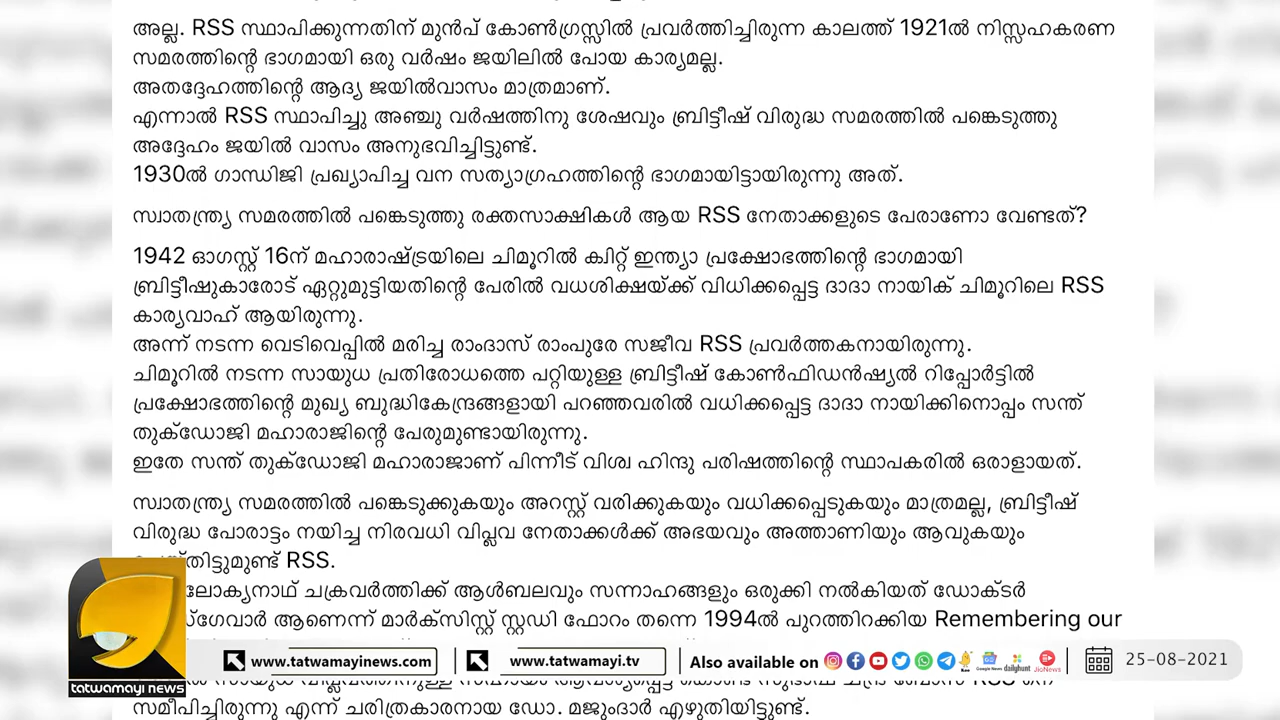 അല്ല. RSS സ്ഥാപിക്കുന്നതിന് മുൻപ് കോൺഗ്രസ്സിൽ പ്രവർത്തിച്ചിരുന്ന കാലത്ത് 1921ൽ നിസ്സഹകരണ
സമരത്തിന്റെ ഭാഗമായി ഒരു വർഷം ജയിലിൽ പോയ കാര്യമല്ല.
അതദ്ദേഹത്തിന്റെ ആദ്യ ജയിൽവാസം മാത്രമാണ്.
എന്നാൽ RSS സ്ഥാപിച്ചു അഞ്ചു വർഷത്തിനു ശേഷവും ബ്രിട്ടീഷ് വിരുദ്ധ സമരത്തിൽ പങ്കെടുത്തു
അദ്ദേഹം ജയിൽ വാസം അനുഭവിച്ചിട്ടുണ്ട്.
1930ൽ ഗാന്ധിജി പ്രഖ്യാപിച്ച വന സത്യാഗ്രഹത്തിന്റെ ഭാഗമായിട്ടായിരുന്നു അത്.
സ്വാതന്ത്ര്യ സമരത്തിൽ പങ്കെടുത്തു രക്തസാക്ഷികൾ ആയ RSS നേതാക്കളുടെ പേരാണോ വേണ്ടത്?
1942 ഓഗസ്റ്റ് 16ന് മഹാരാഷ്ട്രയിലെ ചിമൂറിൽ ക്വിറ്റ് ഇന്ത്യാ പ്രക്ഷോഭത്തിന്റെ ഭാഗമായി
ബ്രിട്ടീഷുകാരോട് ഏറ്റുമുട്ടിയതിന്റെ പേരിൽ വധശിക്ഷയ്ക്ക് വിധിക്കപ്പെട്ട ദാദാ നായിക് ചിമൂറിലെ RSS
കാര്യവാഹ് ആയിരുന്നു.
അന്ന് നടന്ന വെടിവെപ്പിൽ മരിച്ച രാംദാസ് രാംപുരേ സജീവ RSS പ്രവർത്തകനായിരുന്നു.
ചിമൂറിൽ നടന്ന സായുധ പ്രതിരോധത്തെ പറ്റിയുള്ള ബ്രിട്ടീഷ് കോൺഫിഡൻഷ്യൽ റിപ്പോർട്ടിൽ
പ്രക്ഷോഭത്തിന്റെ മുഖ്യ ബുദ്ധികേന്ദ്രങ്ങളായി പറഞ്ഞവരിൽ വധിക്കപ്പെട്ട ദാദാ നായിക്കിനൊപ്പം സന്ത്
തുക്ഡോജി മഹാരാജിന്റെ പേരുമുണ്ടായിരുന്നു.
ഇതേ സന്ത് തുക്ഡോജി മഹാരാജാണ് പിന്നീട് വിശ്വ ഹിന്ദു പരിഷത്തിന്റെ സ്ഥാപകരിൽ ഒരാളായത്.
സ്വാതന്ത്ര്യ സമരത്തിൽ പങ്കെടുക്കുകയും അറസ്റ്റ് വരിക്കുകയും വധിക്കപ്പെടുകയും മാത്രമല്ല, ബ്രിട്ടീഷ്
വിരുദ്ധ പോരാട്ടം നയിച്ച നിരവധി വിപ്ലവ നേതാക്കൾക്ക് അഭയവും അത്താണിയും ആവുകയും
RSS.
ചക്രവർത്തിക്ക് ആൾബലവും സന്നാഹങ്ങളും ഒരുക്കി നൽകിയത് ഡോക്ടർ
ആണെന്ന് മാർക്സിസ്റ്റ് സ്റ്റഡി ഫോറം തന്നെ 1994ൽ പുറത്തിറക്കിയ Remembering our
tatwamayi news
www.tatwamayinews.com
www.tatwamayi.tv
Also available on
Google News
dailyhunt
JioNews
25-08-2021
സമീപിച്ചിരുന്നു എന്ന് ചരിത്രകാരനായ ഡോ. മജുംദാർ എഴുതിയിട്ടുണ്ട്.